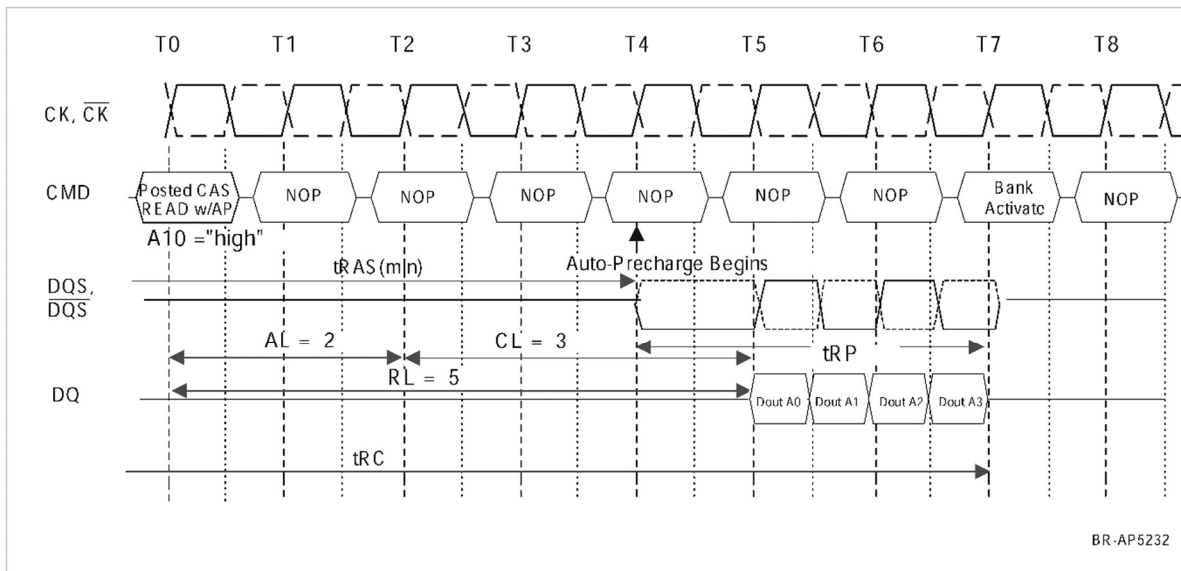 T0 T1 T2 T3 T4 T5 T6 T7 T8
CK, CK
CMD
Posted CAS
READ w/AP
NOP NOP NOP NOP NOP NOP
Bank
Activate
NOP
A10 ="high"
tRAS(min)
Auto-Precharge Begins
DQS,
DQS
AL = 2
CL = 3
tRP
RL = 5
DQ
Dout A0 Dout A1 Dout A2 Dout A3
tRC
BR-AP5232